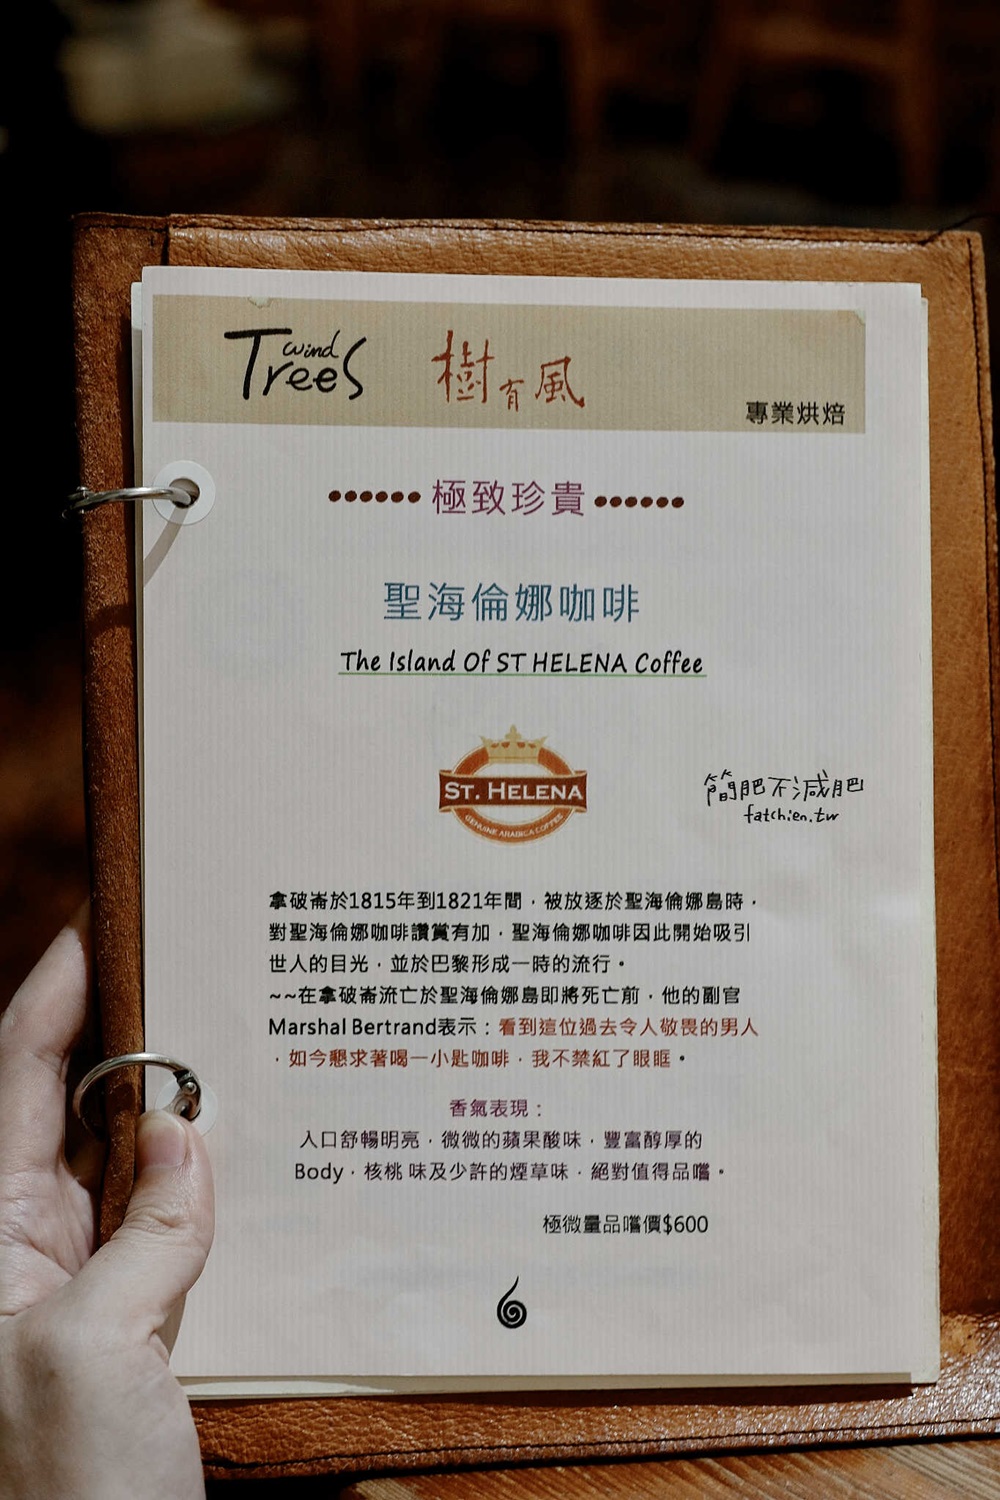 Trees wind
樹有風
專業烘焙
極致珍貴
聖海倫娜咖啡
The Island Of ST HELENA Coffee
ST. HELENA
GENUINE ARABICA COFFEE
簡肥不減肥
fatchien.tw
拿破崙於1815年到1821年間，被放逐於聖海倫娜島時，
對聖海倫娜咖啡讚賞有加，聖海倫娜咖啡因此開始吸引
世人的目光，並於巴黎形成一時的流行。
~~在拿破崙流亡於聖海倫娜島即將死亡前，他的副官
Marshal Bertrand表示：看到這位過去令人敬畏的男人
，如今懇求著喝一小匙咖啡，我不禁紅了眼眶。
香氣表現：
入口舒暢明亮，微微的蘋果酸味，豐富醇厚的
Body，核桃 味及少許的煙草味，絕對值得品嚐。
極微量品嚐價$600